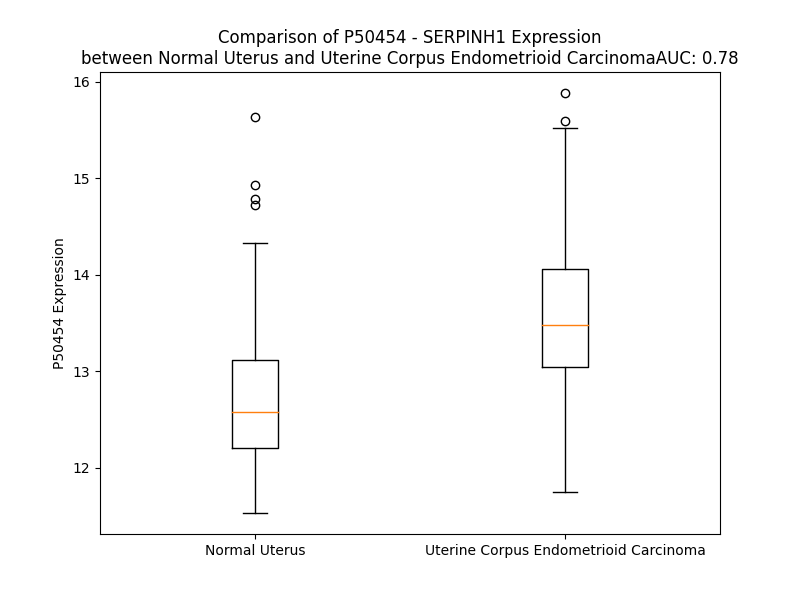 Comparison of P50454 - SERPINH1 Expression
between Normal Uterus and Uterine Corpus Endometrioid CarcinomaAUC: 0.78
16
15
14
13
12
P50454 Expression
Normal Uterus
Uterine Corpus Endometrioid Carcinoma